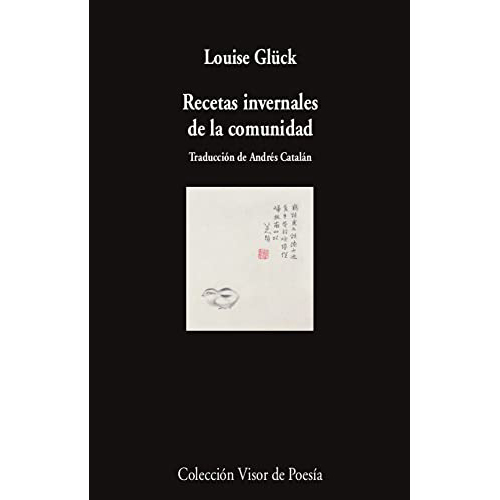 Louise Glück
Recetas invernales
de la comunidad
Traducción de Andrés Catalán
Colección Visor de Poesía